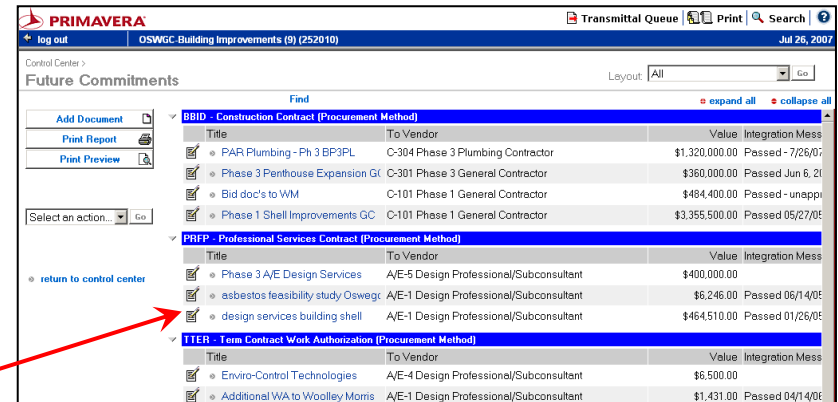 PRIMAVERA Transmittal Queue Print Search
log out OSWGC-Building Improvements (9) (252010) Jul 26, 2007
Control Center >
Future Commitments
Layout: All Go
Find expand all collapse all
Add Document
Print Report
Print Preview
Select an action... Go
return to control center
BBID - Construction Contract (Procurement Method)
Title To Vendor Value Integration Mess
PAR Plumbing - Ph 3 BP3PL C-304 Phase 3 Plumbing Contractor $1,320,000.00 Passed - 7/26/07
Phase 3 Penthouse Expansion GC C-301 Phase 3 General Contractor $360,000.00 Passed Jun 6, 20
Bid doc's to WM C-101 Phase 1 General Contractor $484,400.00 Passed - unappr
Phase 1 Shell Improvements GC C-101 Phase 1 General Contractor $3,355,500.00 Passed 05/27/05
PRFP - Professional Services Contract (Procurement Method)
Title To Vendor Value Integration Mess
Phase 3 A/E Design Services A/E-5 Design Professional/Subconsultant $400,000.00
asbestos feasibility study Oswego A/E-1 Design Professional/Subconsultant $6,246.00 Passed 06/14/05
design services building shell A/E-1 Design Professional/Subconsultant $464,510.00 Passed 01/26/05
TTER - Term Contract Work Authorization (Procurement Method)
Title To Vendor Value Integration Mess
Enviro-Control Technologies A/E-4 Design Professional/Subconsultant $6,500.00
Additional WA to Woolley Morris A/E-1 Design Professional/Subconsultant $1,431.00 Passed 04/14/06